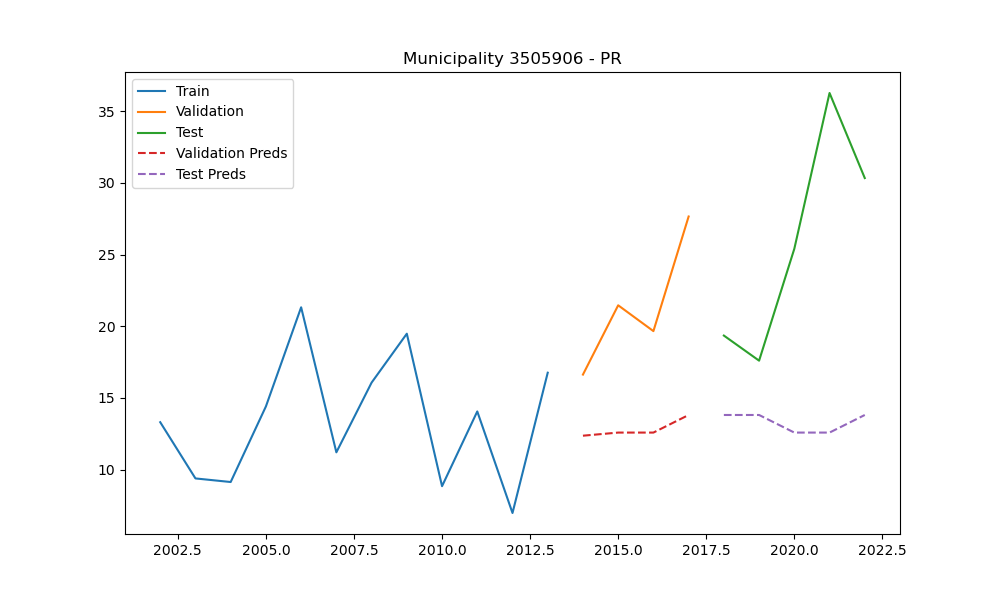 Municipality 3505906 - PR
Train
Validation
Test
Validation Preds
Test Preds
35
30
25
20
15
10
2002.5 2005.0 2007.5 2010.0 2012.5 2015.0 2017.5 2020.0 2022.5